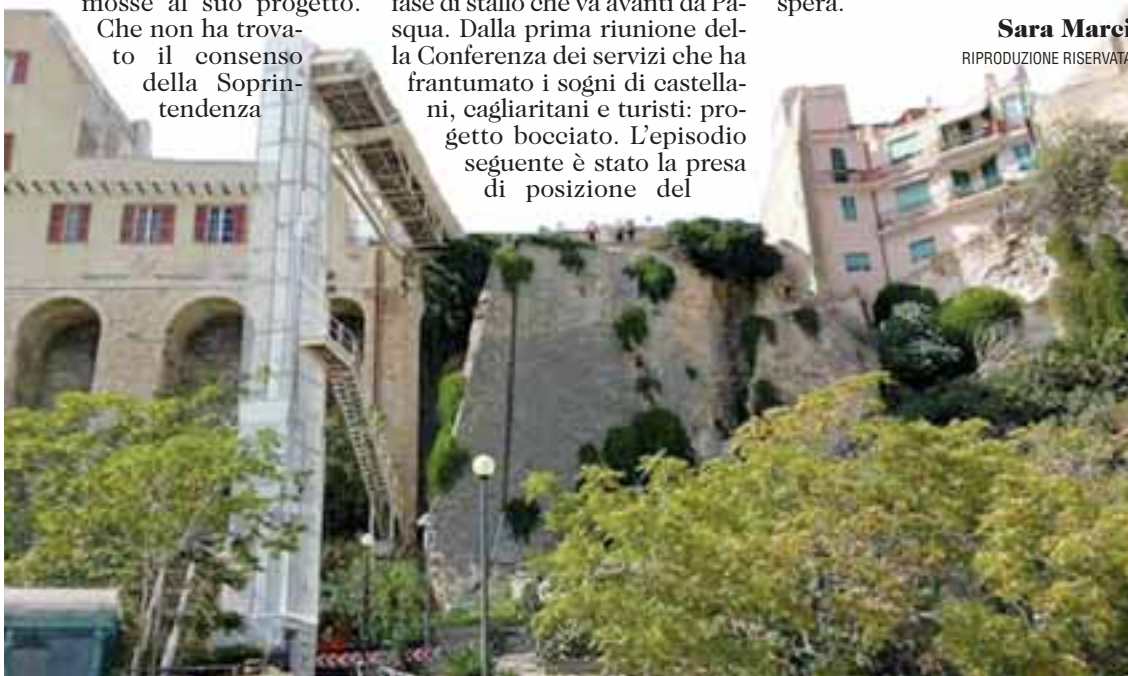 mosse al suo progetto.
Che non ha trova-
to il consenso
della Soprin-
tendenza
fase di stallo che va avanti da Pa-
squa. Dalla prima riunione del-
la Conferenza dei servizi che ha
frantumato i sogni di castella-
ni, cagliaritani e turisti: pro-
getto bocciato. L’episodio
seguente è stato la presa
di posizione del
spera.
Sara Marci
RIPRODUZIONE RISERVATA